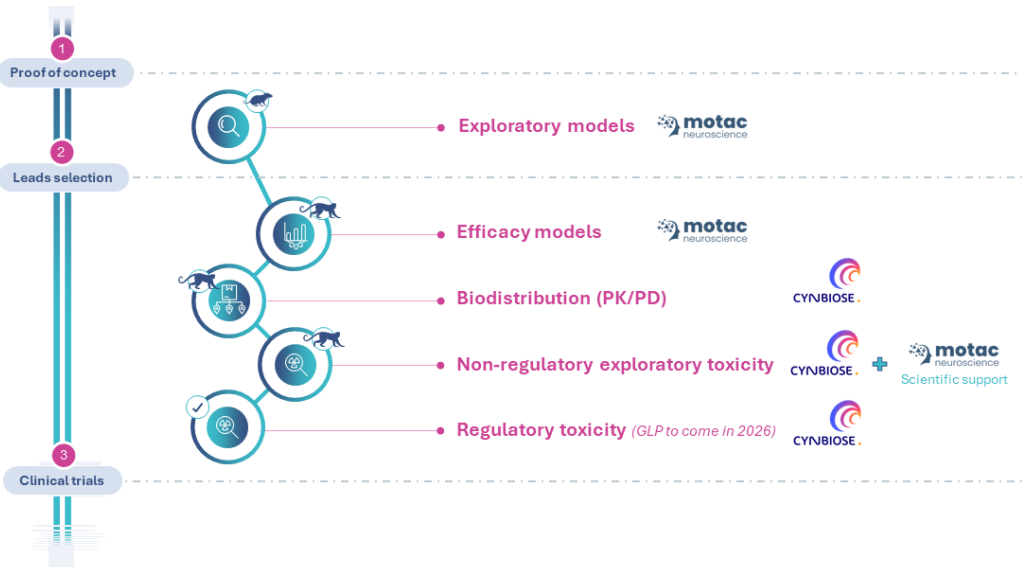 1
Proof of concept
Exploratory models
motac
neuroscience
2
Leads selection
Efficacy models
motac
neuroscience
Biodistribution (PK/PD)
CYNBIOSE.
Non-regulatory exploratory toxicity
CYNBIOSE.
motac
neuroscience
Scientific support
Regulatory toxicity (GLP to come in 2026)
CYNBIOSE.
3
Clinical trials